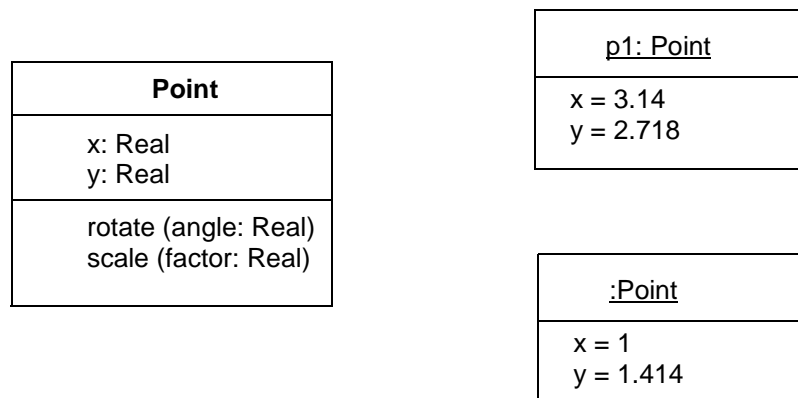 Point
x: Real
y: Real
rotate (angle: Real)
scale (factor: Real)
p1: Point
x = 3.14
y = 2.718
:Point
x = 1
y = 1.414